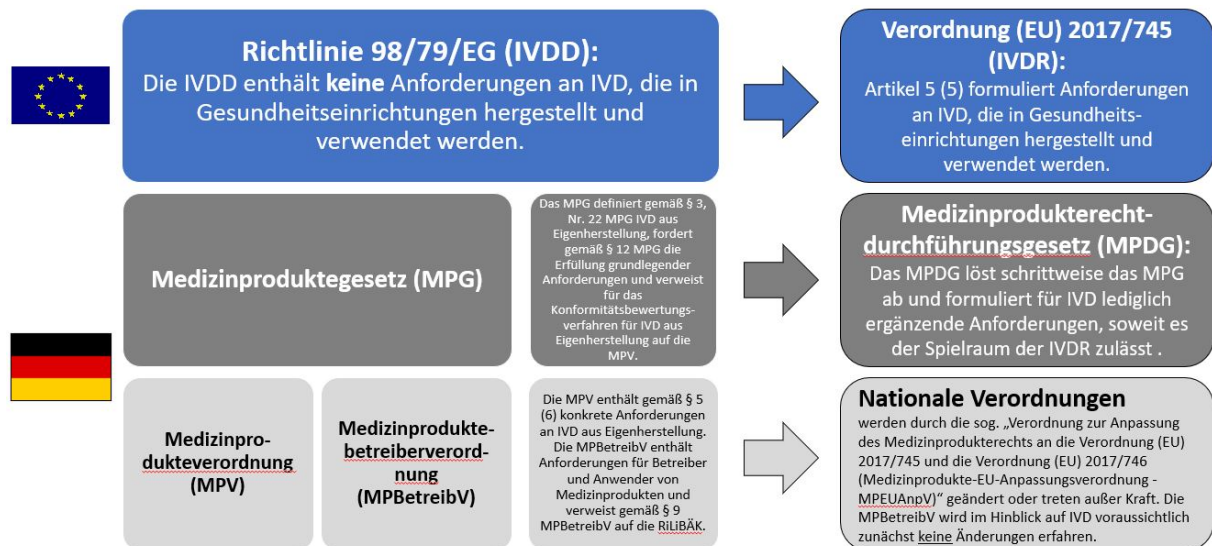 Richtlinie 98/79/EG (IVDD):
Die IVDD enthält keine Anforderungen an IVD, die in
Gesundheitseinrichtungen hergestellt und
verwendet werden.
Verordnung (EU) 2017/745
(IVDR):
Artikel 5 (5) formuliert Anforderungen
an IVD, die in Gesundheits-
einrichtungen hergestellt und
verwendet werden.
Medizinproduktegesetz (MPG)
Das MPG definiert gemäß § 3,
Nr. 22 MPG IVD aus
Eigenherstellung, fordert
gemäß § 12 MPG die
Erfüllung grundlegender
Anforderungen und verweist
für das
Konformitätsbewertungs-
verfahren für IVD aus
Eigenherstellung auf die
MPV.
Medizinprodukterecht-
durchführungsgesetz (MPDG):
Das MPDG löst schrittweise das MPG
ab und formuliert für IVD lediglich
ergänzende Anforderungen, soweit es
der Spielraum der IVDR zulässt .
Medizinpro-
dukteverordnung
(MPV)
Medizinprodukte-
betreiberverord-
nung
(MPBetreibV)
Die MPV enthält gemäß § 5
(6) konkrete Anforderungen
an IVD aus Eigenherstellung.
Die MPBetreibV enthält
Anforderungen für Betreiber
und Anwender von
Medizinprodukten und
verweist gemäß § 9
MPBetreibV auf die RiLiBÄK.
Nationale Verordnungen
werden durch die sog. „Verordnung zur Anpassung
des Medizinprodukterechts an die Verordnung (EU)
2017/745 und die Verordnung (EU) 2017/746
(Medizinprodukte-EU-Anpassungsverordnung -
MPEUAnpV)“ geändert oder treten außer Kraft. Die
MPBetreibV wird im Hinblick auf IVD voraussichtlich
zunächst keine Änderungen erfahren.